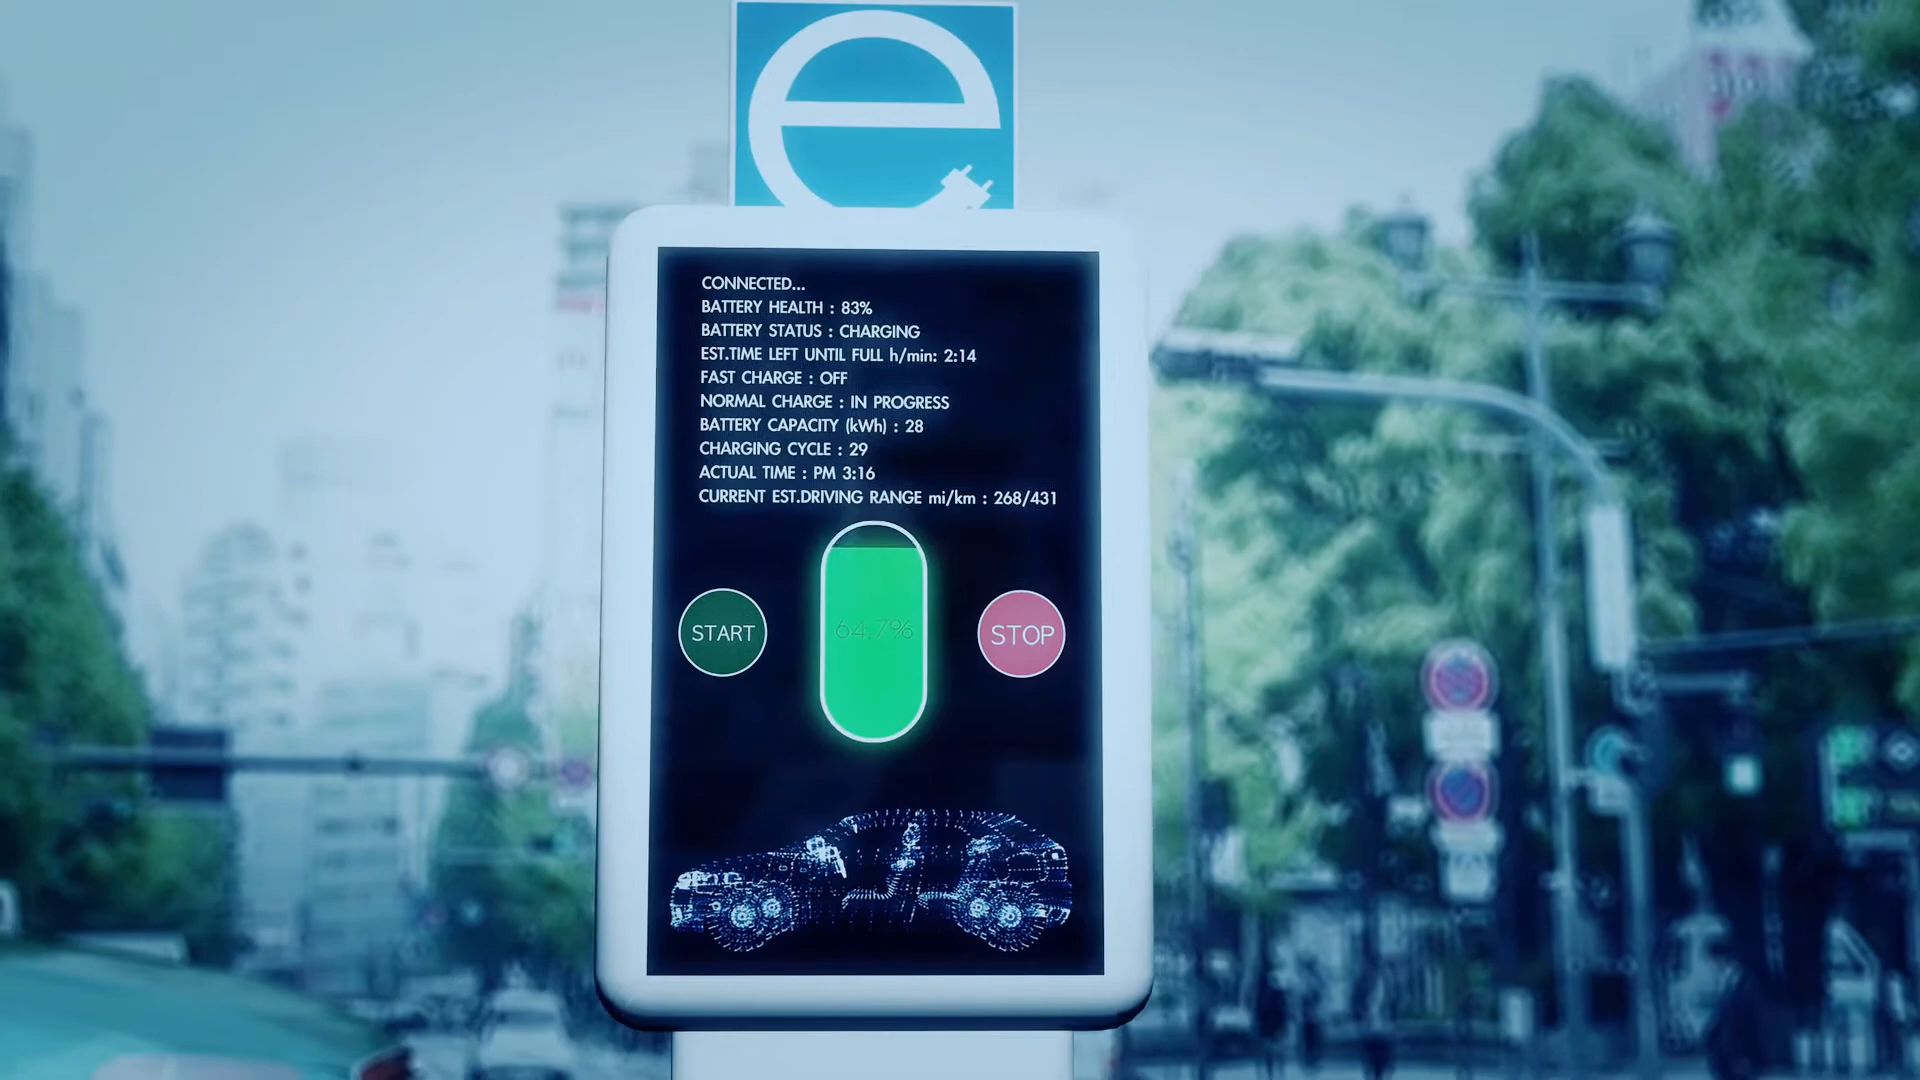 e
CONNECTED...
BATTERY HEALTH : 83%
BATTERY STATUS : CHARGING
EST.TIME LEFT UNTIL FULL h/min: 2:14
FAST CHARGE : OFF
NORMAL CHARGE : IN PROGRESS
BATTERY CAPACITY (kWh) : 28
CHARGING CYCLE : 29
ACTUAL TIME : PM 3:16
CURRENT EST.DRIVING RANGE mi/km : 268/431
START
64,7%
STOP